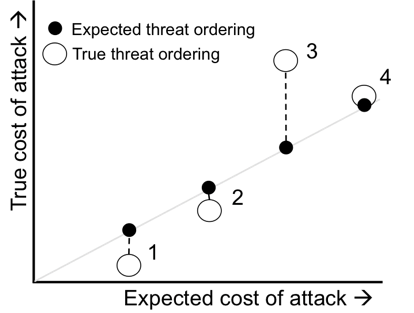 Expected threat ordering
True threat ordering
3
4
2
1
True cost of attack →
Expected cost of attack →